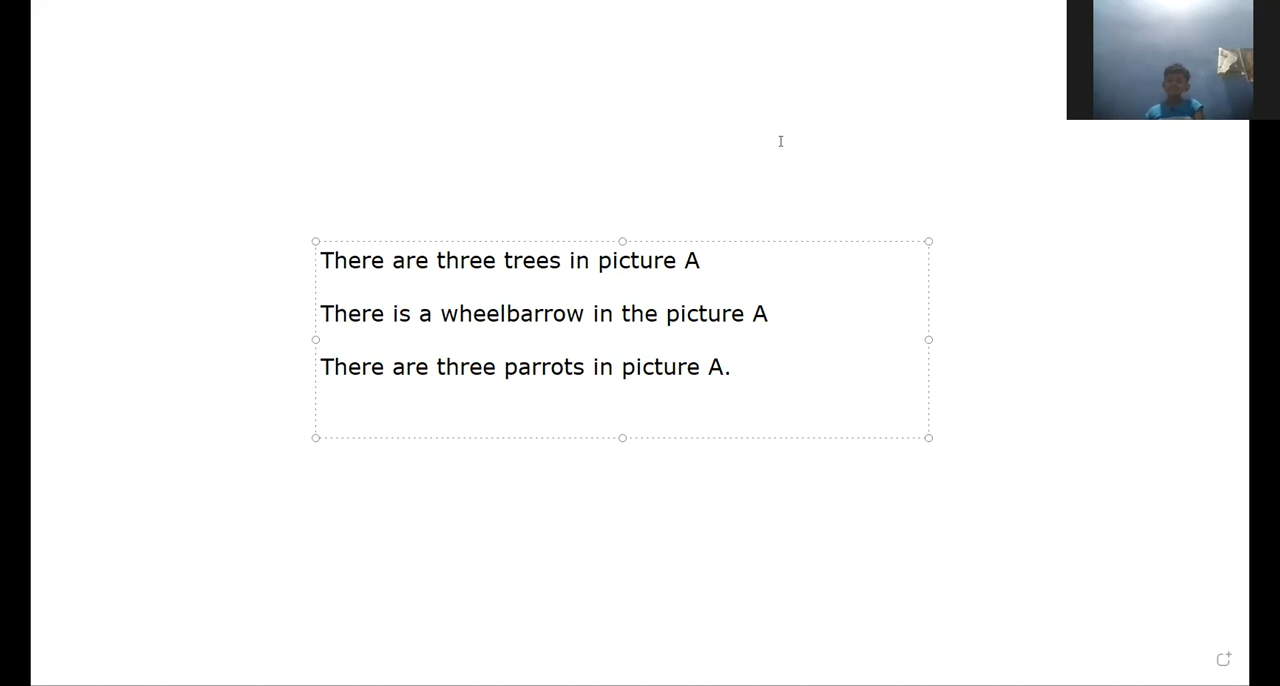 There are three trees in picture A
There is a wheelbarrow in the picture A
There are three parrots in picture A.